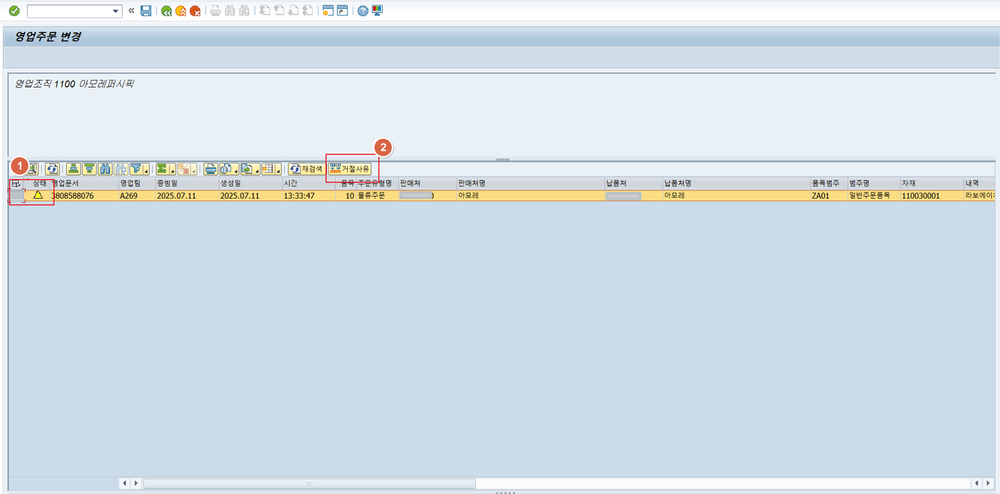 영업주문 변경
영업조직 1100 아모레퍼시픽
1 2
재검색 거절사유
상태 영업문서 영업팀 증빙일 생성일 시간 품목 주문유형명 판매처 판매처명 납품처 납품처명 품목범주 범주명 자재 내역
3808588076 A269 2025.07.11 2025.07.11 13:33:47 10 물류주문 아모레 아모레 ZA01 일반주문품목 110030001